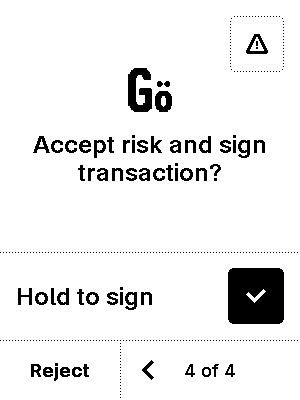 Gö
Accept risk and sign
transaction?
Hold to sign
Reject
4 of 4